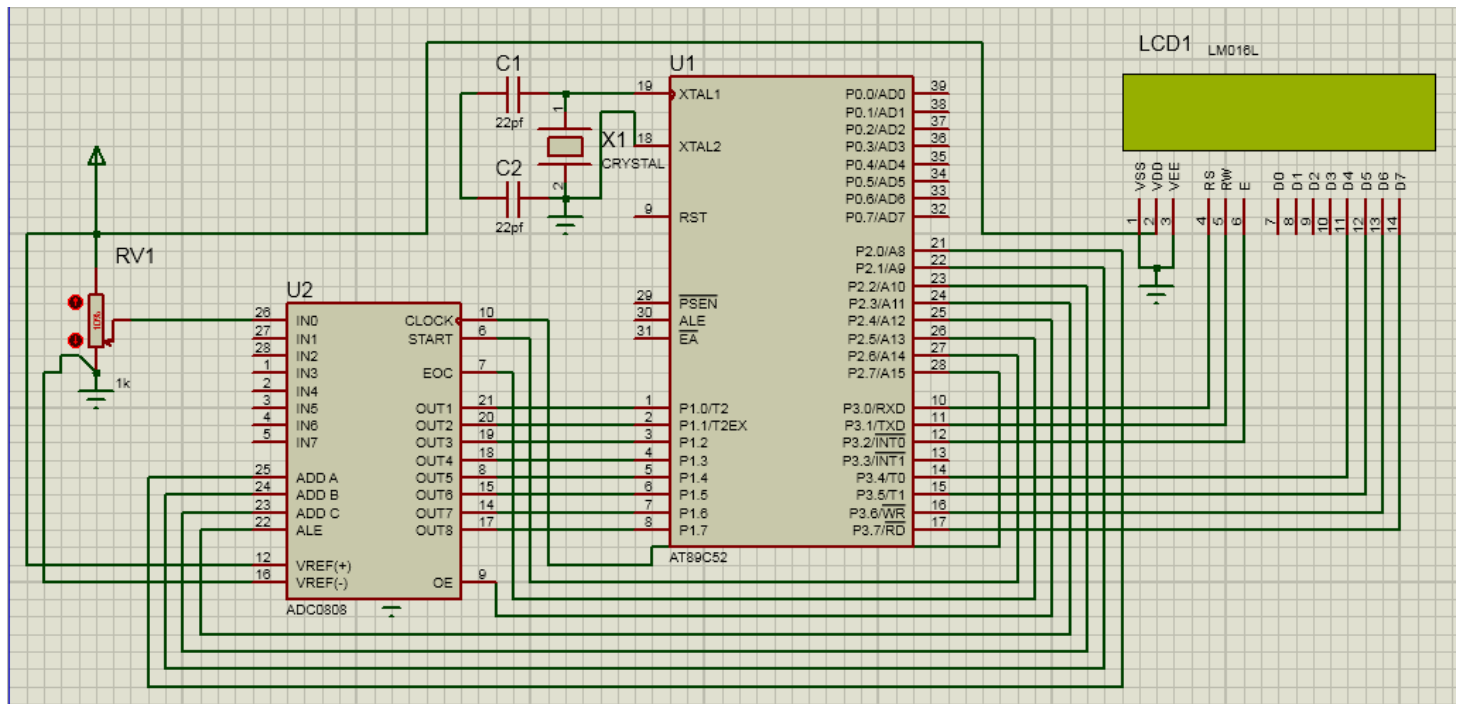 C1
22pf
1
X1
CRYSTAL
2
C2
22pf
U1
19
XTAL1
18
XTAL2
9
RST
29
PSEN
30
ALE
31
EA
1
P1.0/T2
2
P1.1/T2EX
3
P1.2
4
P1.3
5
P1.4
6
P1.5
7
P1.6
8
P1.7
P0.0/AD0
39
P0.1/AD1
38
P0.2/AD2
37
P0.3/AD3
36
P0.4/AD4
35
P0.5/AD5
34
P0.6/AD6
33
P0.7/AD7
32
P2.0/A8
21
P2.1/A9
22
P2.2/A10
23
P2.3/A11
24
P2.4/A12
25
P2.5/A13
26
P2.6/A14
27
P2.7/A15
28
P3.0/RXD
10
P3.1/TXD
11
P3.2/INT0
12
P3.3/INT1
13
P3.4/T0
14
P3.5/T1
15
P3.6/WR
16
P3.7/RD
17
AT89C52
LCD1
LM016L
VSS
VDD
VEE
RS
RW
E
D0
D1
D2
D3
D4
D5
D6
D7
1
2
3
4
5
6
7
8
9
10
11
12
13
14
RV1
10%
1k
U2
26
IN0
27
IN1
28
IN2
1
IN3
2
IN4
3
IN5
4
IN6
5
IN7
25
ADD A
24
ADD B
23
ADD C
22
ALE
12
VREF(+)
16
VREF(-)
CLOCK
10
START
6
EOC
7
OUT1
21
OUT2
20
OUT3
19
OUT4
18
OUT5
8
OUT6
15
OUT7
14
OUT8
17
OE
9
ADC0808